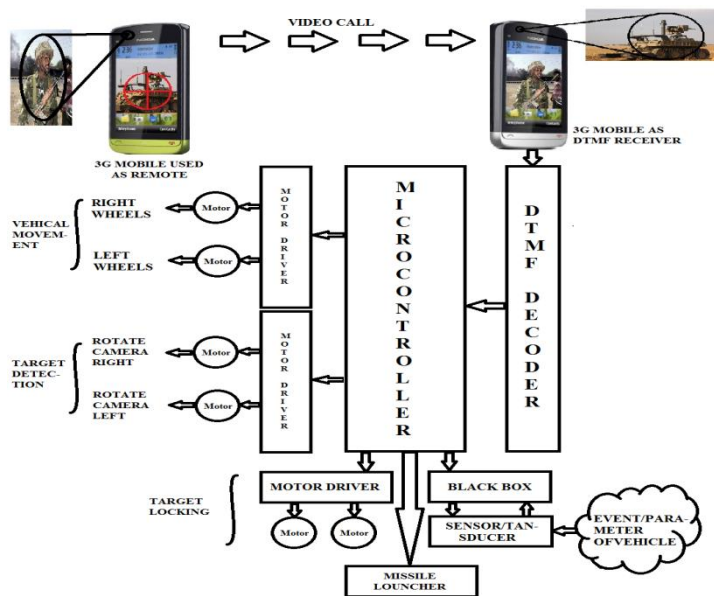 VIDEO CALL
3G MOBILE USED
AS REMOTE
3G MOBILE AS
DTMF RECEIVER
VEHICAL
MOVEM-
ENT
RIGHT
WHEELS
Motor
LEFT
WHEELS
Motor
MOTOR DRIVER
MICROCONTROLLER
DTMF DECODER
TARGET
DETEC-
TION
ROTATE
CAMERA
RIGHT
Motor
ROTATE
CAMERA
LEFT
Motor
MOTOR DRIVER
TARGET
LOCKING
MOTOR DRIVER
Motor
Motor
BLACK BOX
SENSOR/TAN-
SDUCER
EVENT/PARA-
METER
OFVEHICLE
MISSILE
LOUNCHER